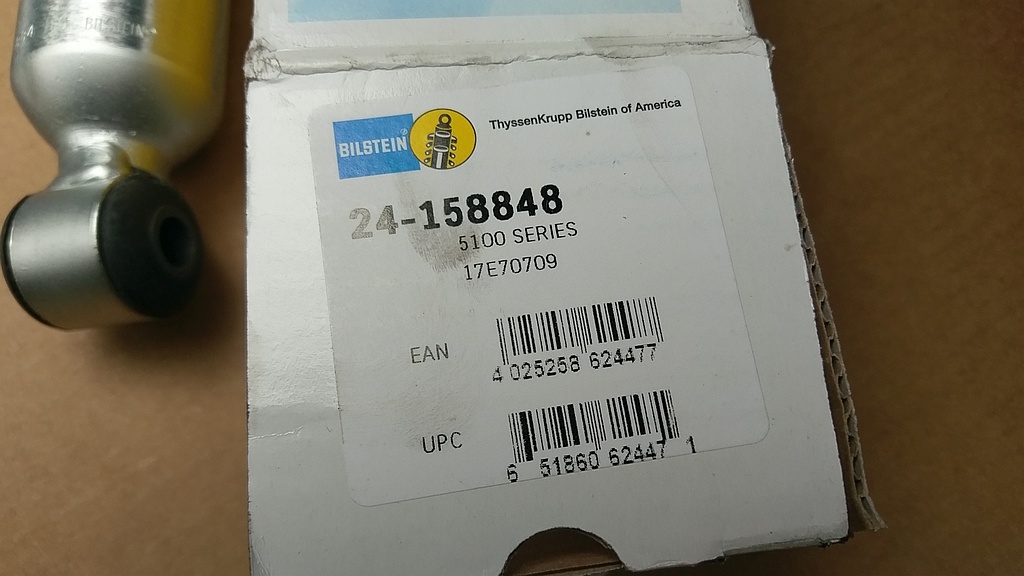 BILSTEIN®
ThyssenKrupp Bilstein of America
24-158848
5100 SERIES
17E70709
EAN
4 025258 624477
UPC
6 51860 62447 1